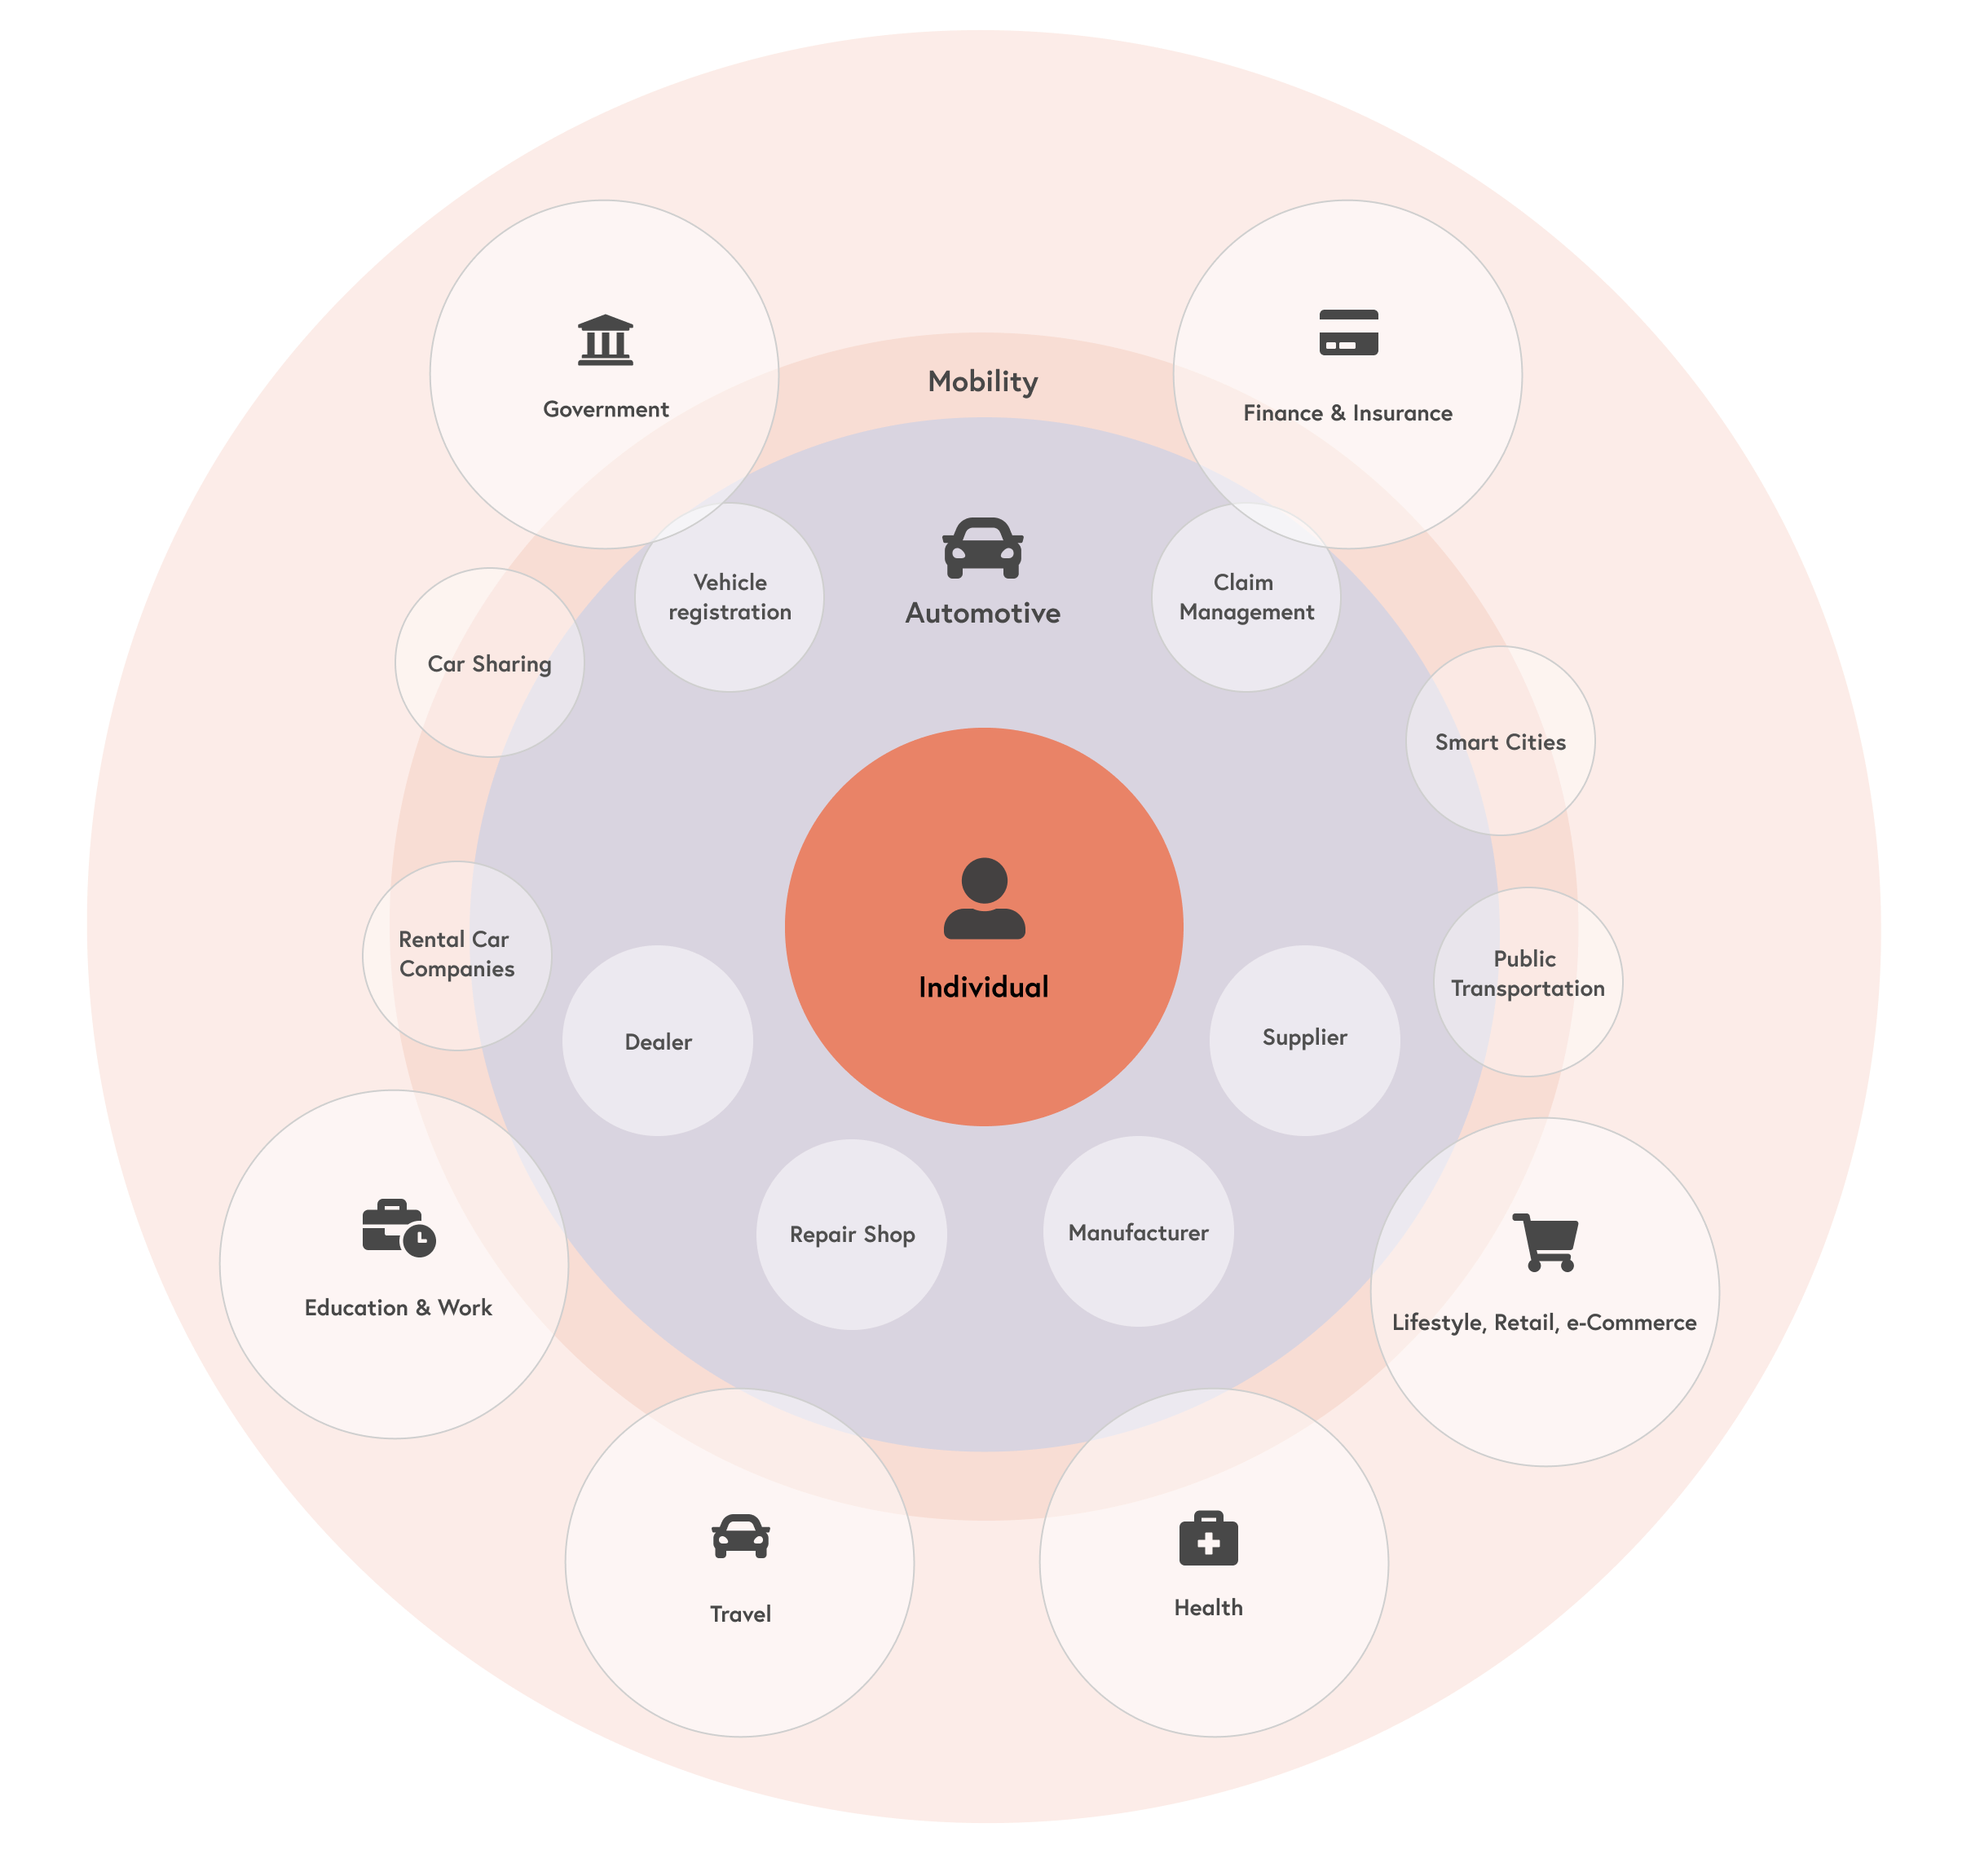 Mobility
Government
Finance & Insurance
Vehicle
registration
Automotive
Claim
Management
Car Sharing
Smart Cities
Rental Car
Companies
Individual
Public
Transportation
Dealer
Supplier
Repair Shop
Manufacturer
Education & Work
Lifestyle, Retail, e-Commerce
Travel
Health